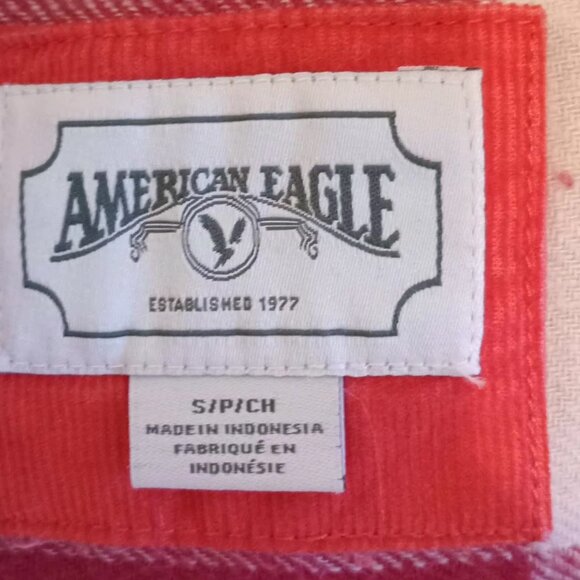 AMERICAN EAGLE
ESTABLISHED 1977
S/P/CH
MADE IN INDONESIA
FABRIQUÉ EN
INDONÉSIE